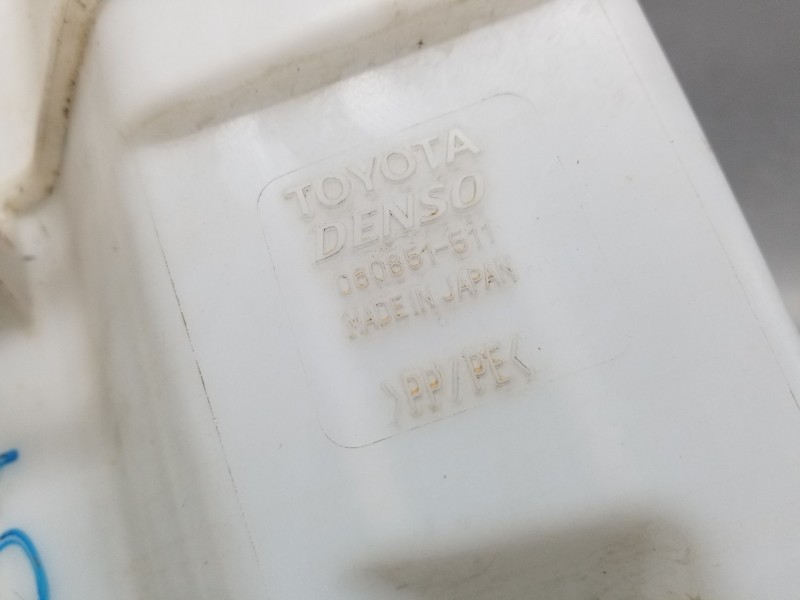 TOYOTA
DENSO
060851-511
MADE IN JAPAN
>PP/PE<